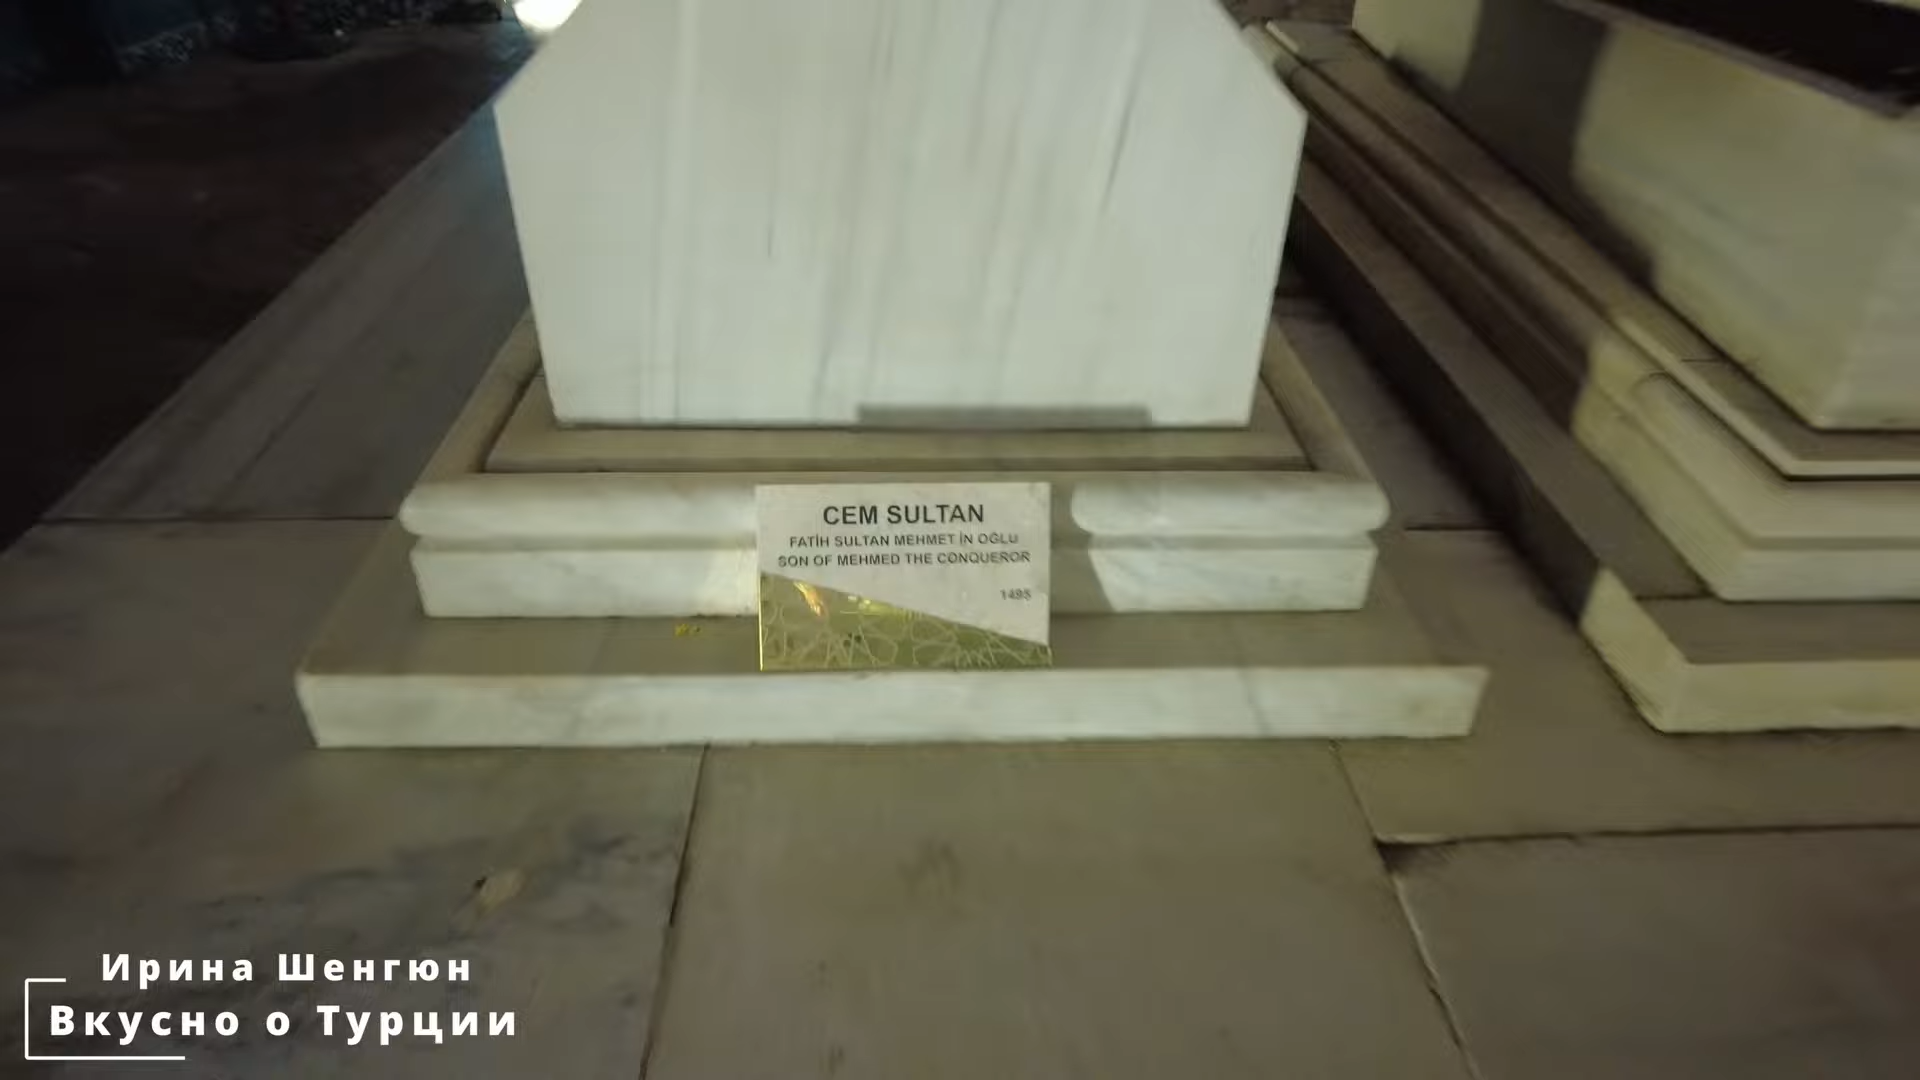 CEM SULTAN
FATİH SULTAN MEHMET İN OĞLU
SON OF MEHMED THE CONQUEROR
1495
Ирина Шенгюн
Вкусно о Турции